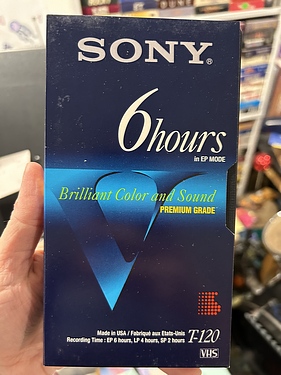 SONY®
6hours
in EP MODE
Brilliant Color and Sound
PREMIUM GRADE
V
Made in USA / Fabriqué aux Etats-Unis
Recording Time : EP 6 hours, LP 4 hours, SP 2 hours
T-120
VHS